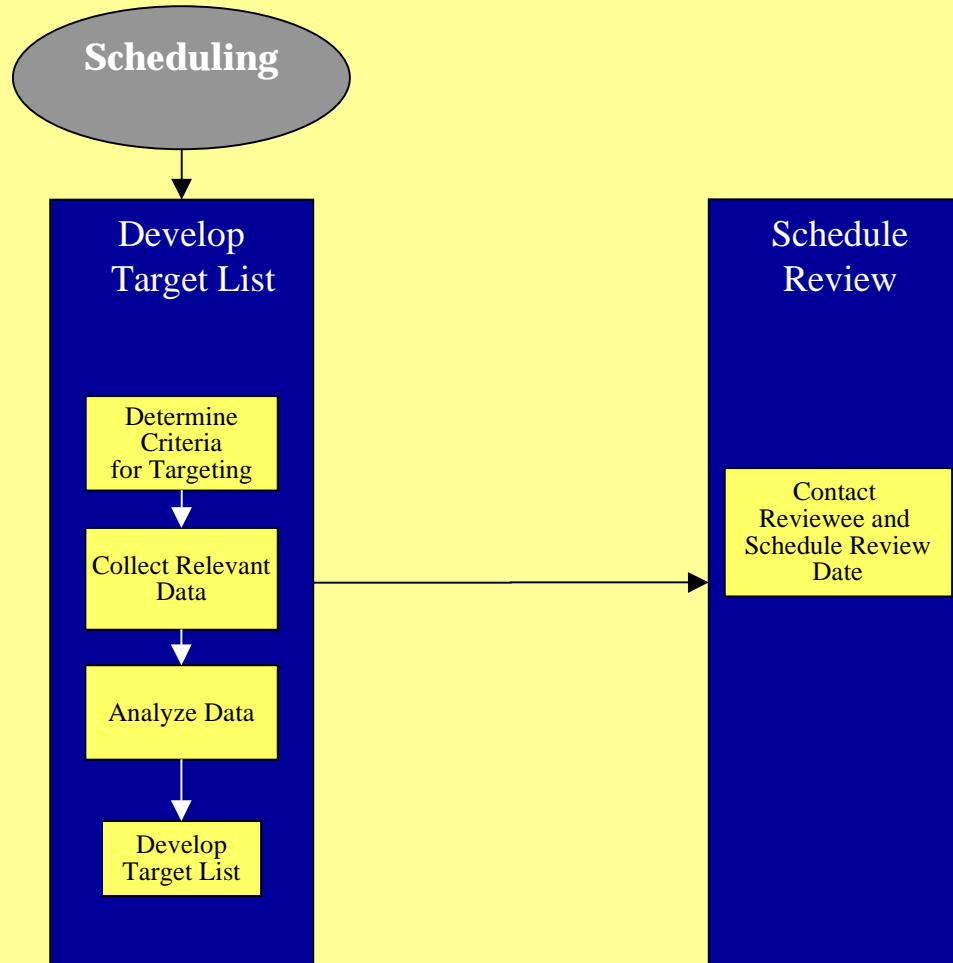 Scheduling
Develop
Target List
Determine
Criteria
for Targeting
Collect Relevant
Data
Analyze Data
Develop
Target List
Schedule
Review
Contact
Reviewee and
Schedule Review
Date